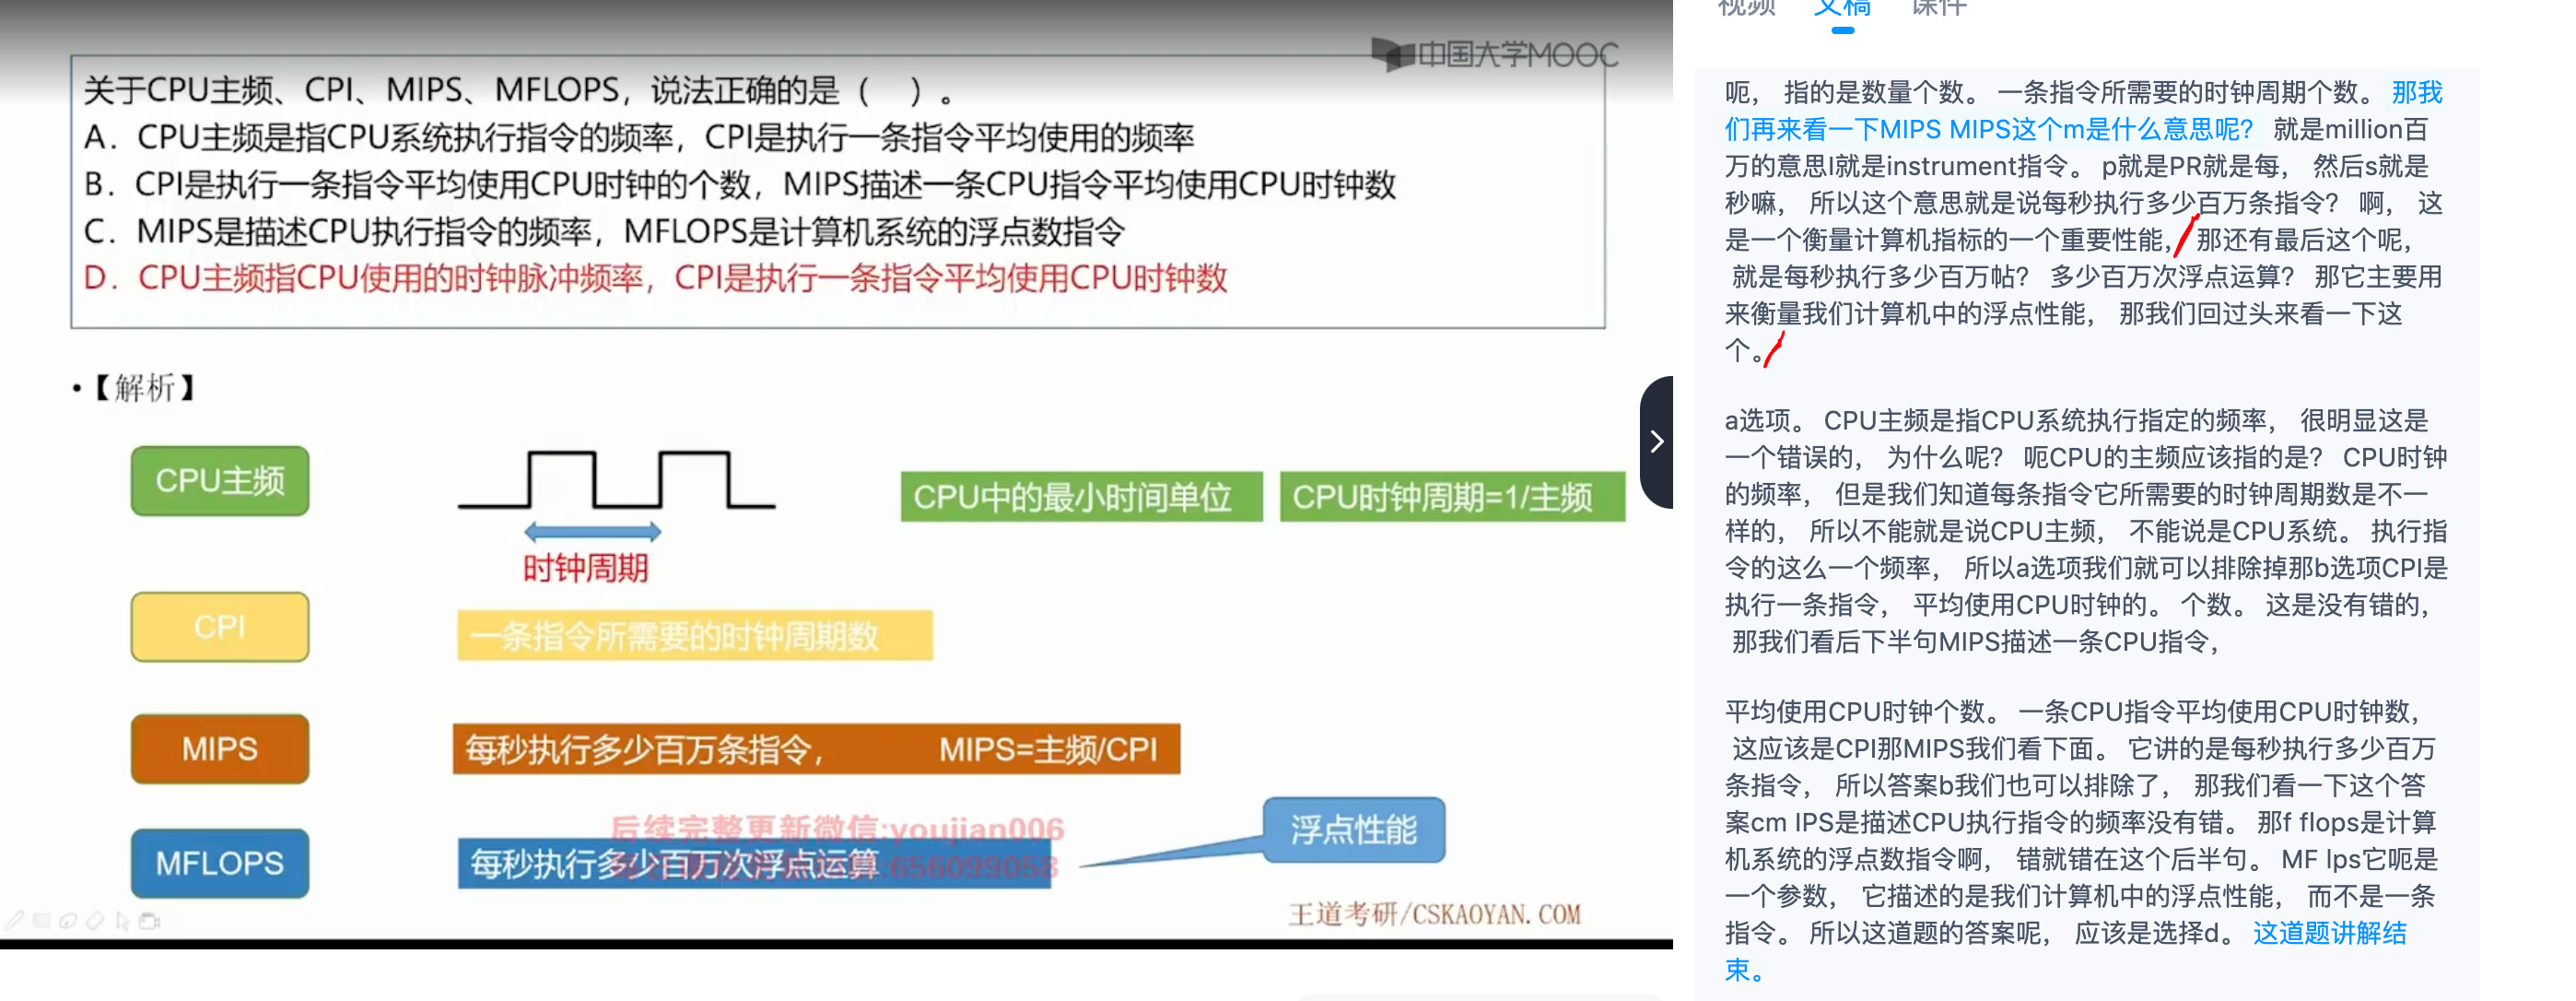 中国大学MOOC
关于CPU主频、CPI、MIPS、MFLOPS，说法正确的是（ ）。
A．CPU主频是指CPU系统执行指令的频率，CPI是执行一条指令平均使用的频率
B．CPI是执行一条指令平均使用CPU时钟的个数，MIPS描述一条CPU指令平均使用CPU时钟数
C．MIPS是描述CPU执行指令的频率，MFLOPS是计算机系统的浮点数指令
D．CPU主频指CPU使用的时钟脉冲频率，CPI是执行一条指令平均使用CPU时钟数
•【解析】
CPU主频
时钟周期
CPU中的最小时间单位
CPU时钟周期=1/主频
CPI
一条指令所需要的时钟周期数
MIPS
每秒执行多少百万条指令， MIPS=主频/CPI
后续完整更新微信:youjian006
MFLOPS
每秒执行多少百万次浮点运算
656099058
浮点性能
王道考研/CSKAOYAN.COM
视频 文稿 课件
呃， 指的是数量个数。 一条指令所需要的时钟周期个数。 那我
们再来看一下MIPS MIPS这个m是什么意思呢？ 就是million百
万的意思I就是instrument指令。 p就是PR就是每， 然后s就是
秒嘛， 所以这个意思就是说每秒执行多少百万条指令？ 啊， 这
是一个衡量计算机指标的一个重要性能， 那还有最后这个呢，
就是每秒执行多少百万帖？ 多少百万次浮点运算？ 那它主要用
来衡量我们计算机中的浮点性能， 那我们回过头来看一下这
个。
a选项。 CPU主频是指CPU系统执行指定的频率， 很明显这是
一个错误的， 为什么呢？ 呃CPU的主频应该指的是？ CPU时钟
的频率， 但是我们知道每条指令它所需要的时钟周期数是不一
样的， 所以不能就是说CPU主频， 不能说是CPU系统。 执行指
令的这么一个频率， 所以a选项我们就可以排除掉那b选项CPI是
执行一条指令， 平均使用CPU时钟的。 个数。 这是没有错的，
那我们看后下半句MIPS描述一条CPU指令，
平均使用CPU时钟个数。 一条CPU指令平均使用CPU时钟数，
这应该是CPI那MIPS我们看下面。 它讲的是每秒执行多少百万
条指令， 所以答案b我们也可以排除了， 那我们看一下这个答
案cm IPS是描述CPU执行指令的频率没有错。 那f flops是计算
机系统的浮点数指令啊， 错就错在这个后半句。 MF lps它呃是
一个参数， 它描述的是我们计算机中的浮点性能， 而不是一条
指令。 所以这道题的答案呢， 应该是选择d。 这道题讲解结
束。